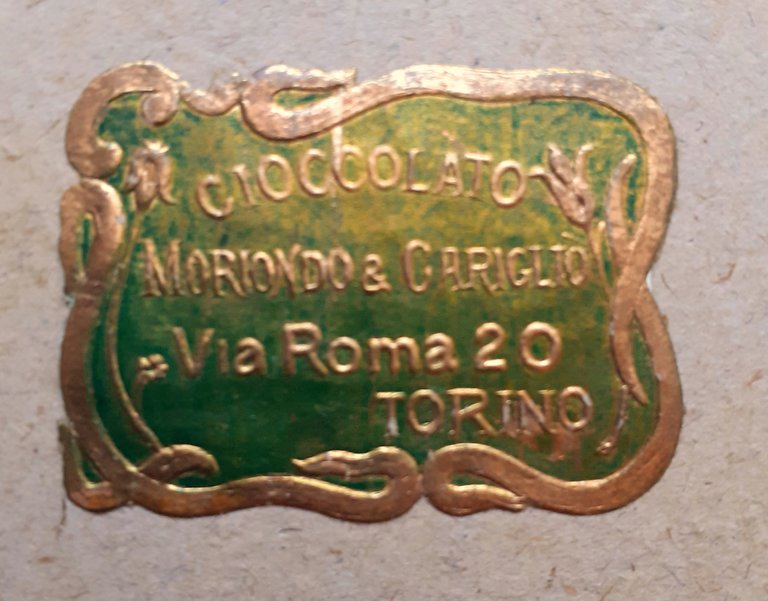 CIOCCOLATO
MORIONDO & GARIGLIO
Via Roma 20
TORINO